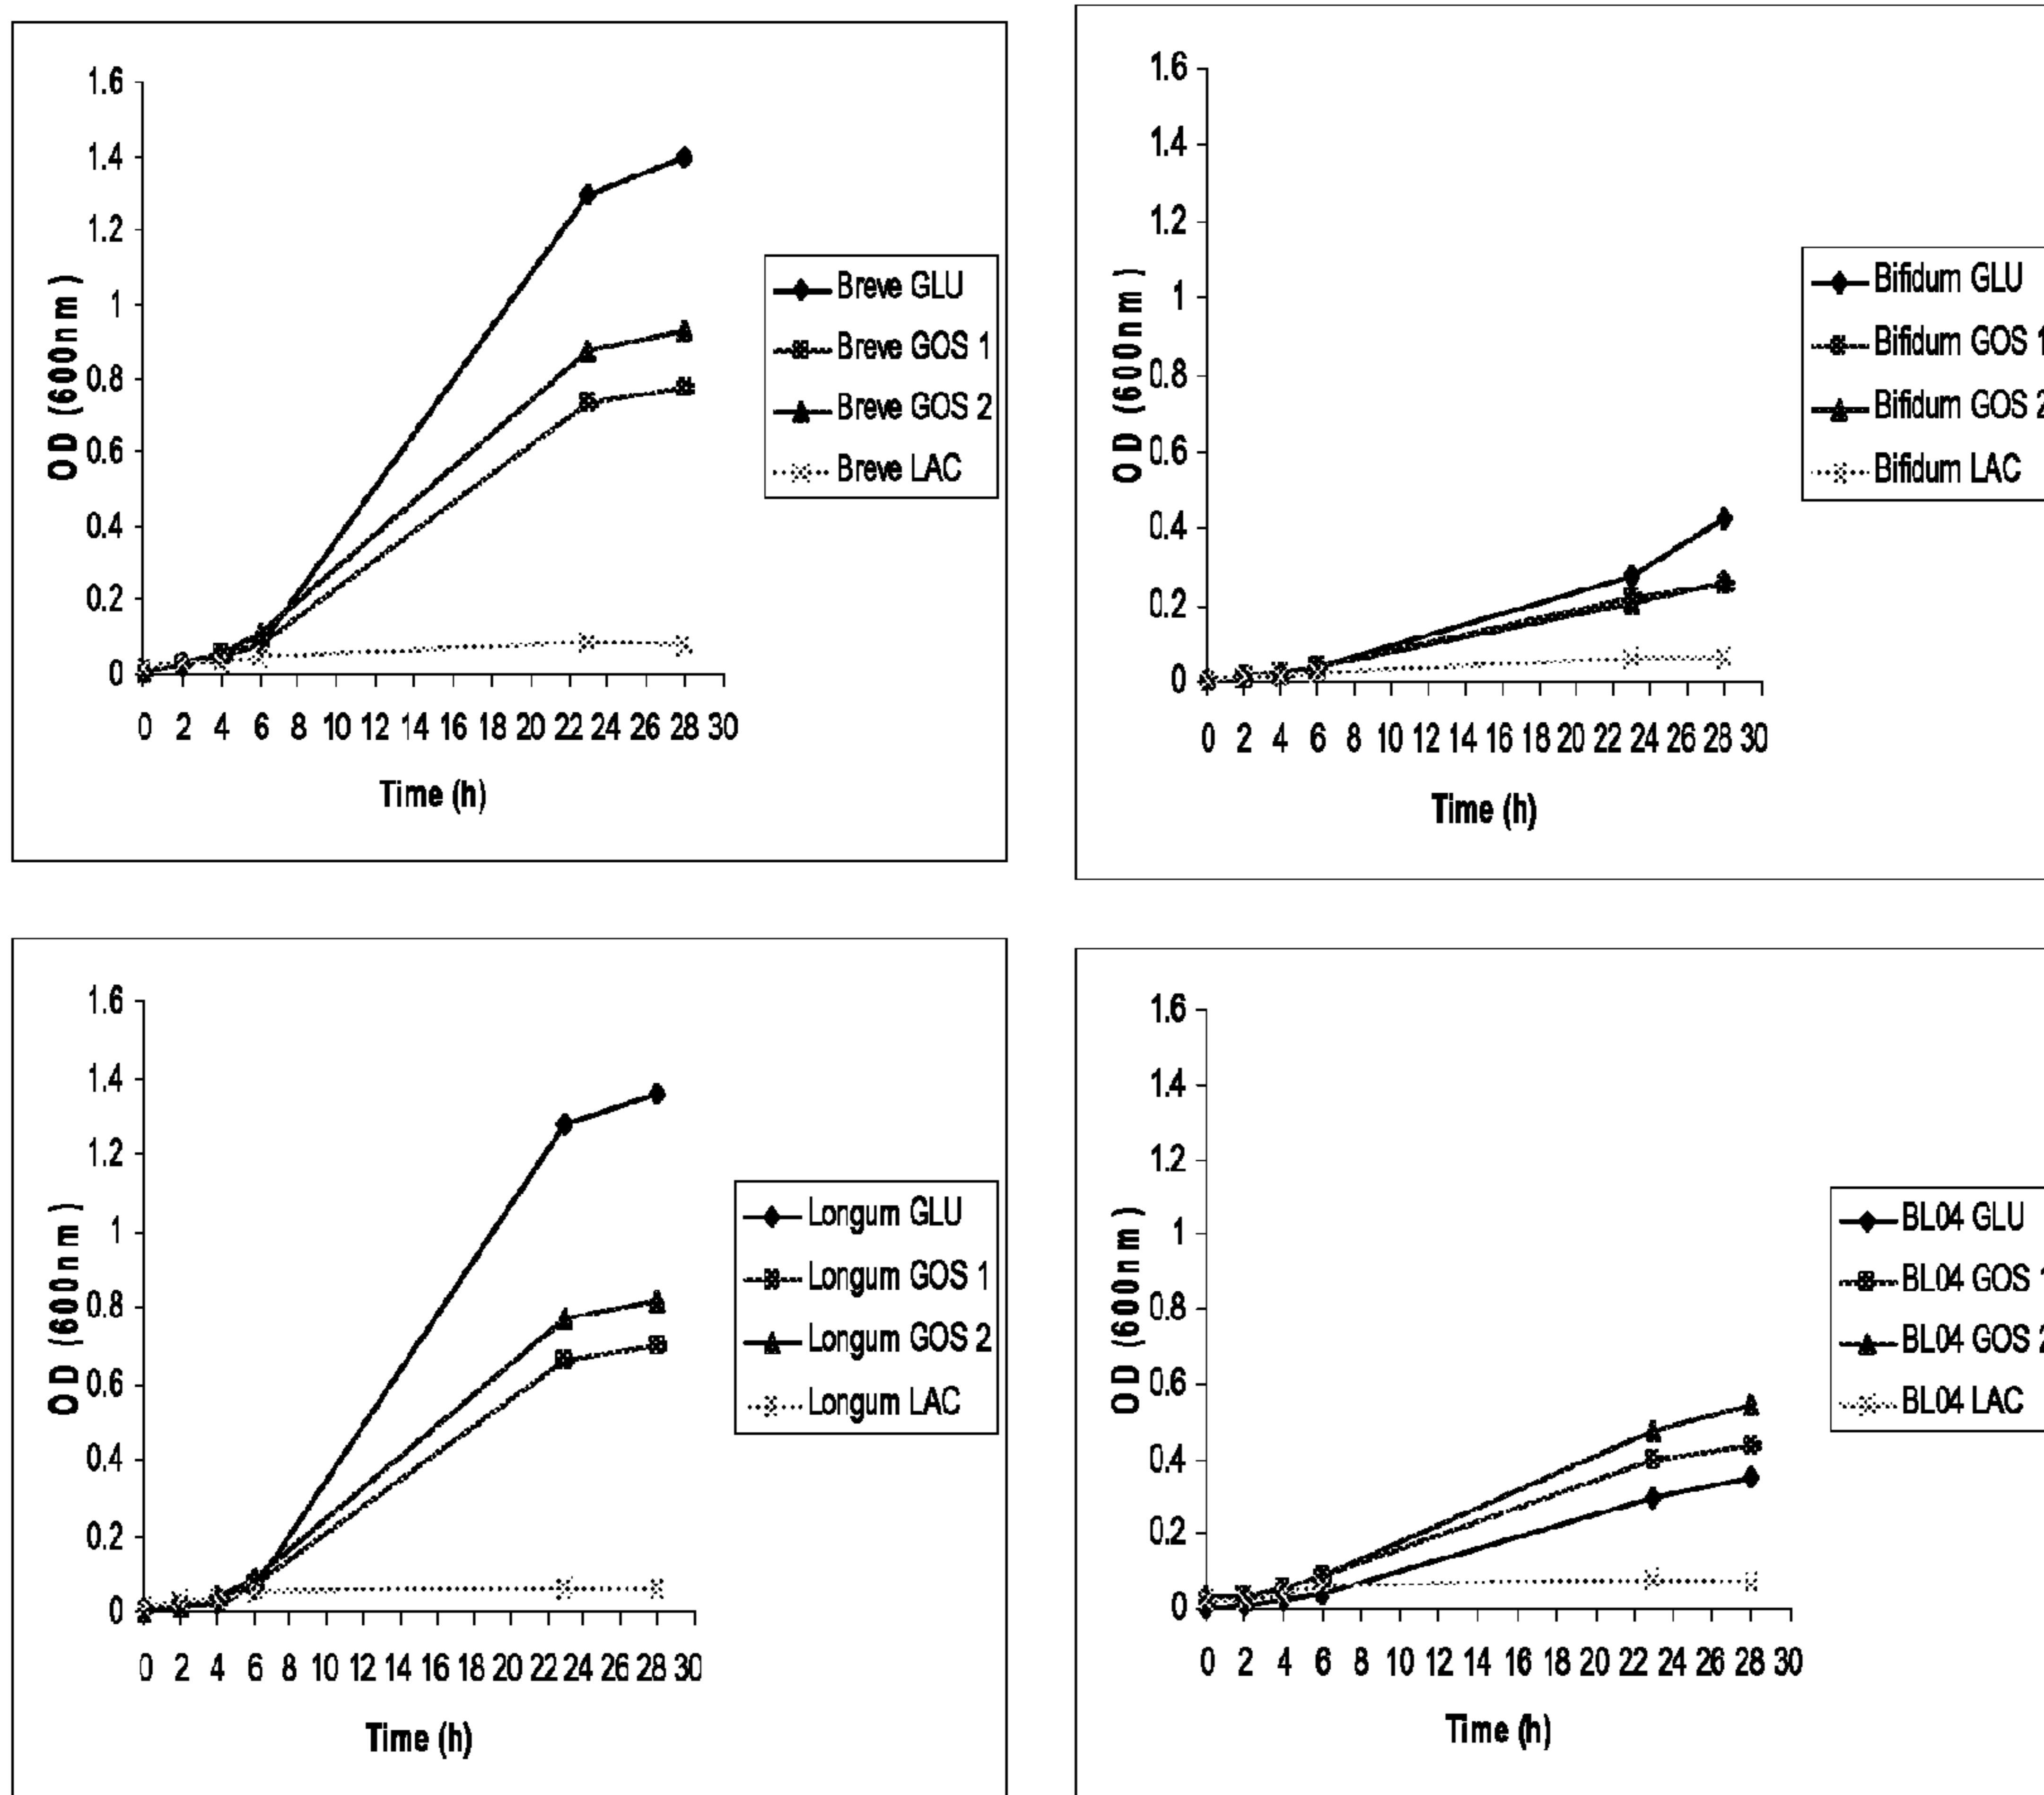 1.6
1.4
1.2
1
0.8
0.6
0.4
0.2
0
OD (600nm)
0 2 4 6 8 10 12 14 16 18 20 22 24 26 28 30
Time (h)
Breve GLU
Breve GOS 1
Breve GOS 2
Breve LAC
1.6
1.4
1.2
1
0.8
0.6
0.4
0.2
0
OD (600nm)
0 2 4 6 8 10 12 14 16 18 20 22 24 26 28 30
Time (h)
Bifidum GLU
Bifidum GOS 1
Bifidum GOS 2
Bifidum LAC
1.6
1.4
1.2
1
0.8
0.6
0.4
0.2
0
OD (600nm)
0 2 4 6 8 10 12 14 16 18 20 22 24 26 28 30
Time (h)
Longum GLU
Longum GOS 1
Longum GOS 2
Longum LAC
1.6
1.4
1.2
1
0.8
0.6
0.4
0.2
0
OD (600nm)
0 2 4 6 8 10 12 14 16 18 20 22 24 26 28 30
Time (h)
BL04 GLU
BL04 GOS 1
BL04 GOS 2
BL04 LAC